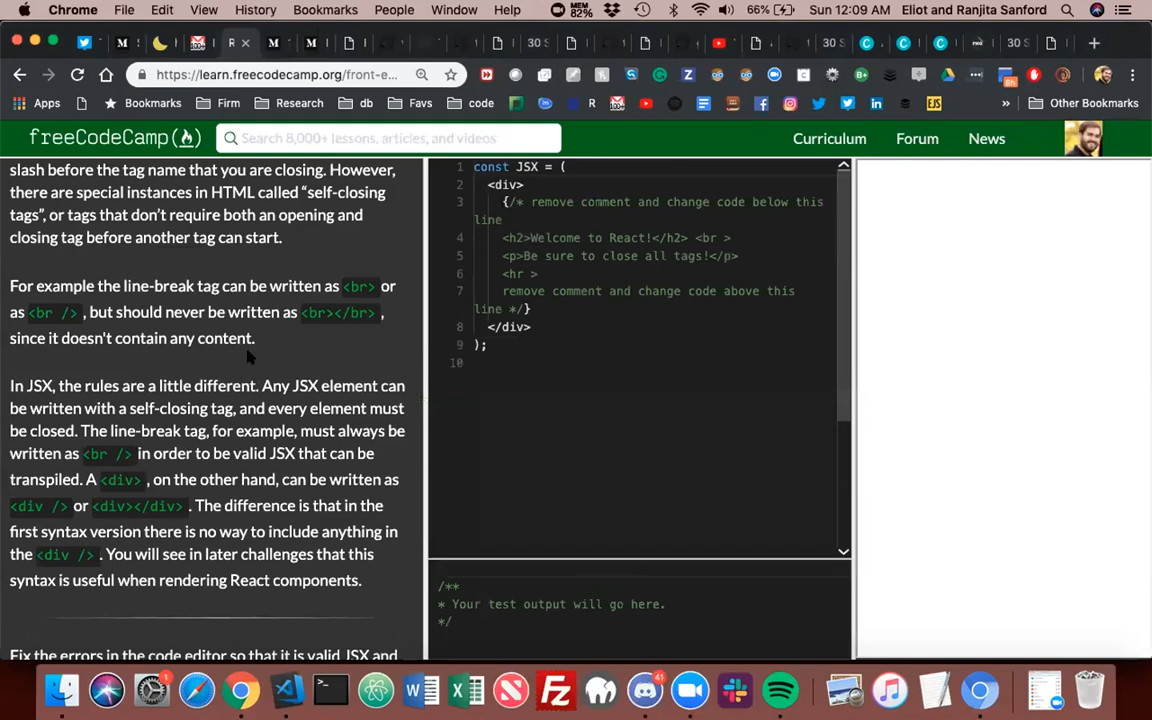 Chrome File Edit View History Bookmarks People Window Help MEM 82% 66% Sun 12:09 AM Eliot and Ranjita Sanford
https://learn.freecodecamp.org/front-e...
Apps Bookmarks Firm Research db Favs code R 100+ EJS » Other Bookmarks
freeCodeCamp Search 8,000+ lessons, articles, and videos Curriculum Forum News
slash before the tag name that you are closing. However,
there are special instances in HTML called “self-closing
tags”, or tags that don’t require both an opening and
closing tag before another tag can start.
For example the line-break tag can be written as <br> or
as <br />, but should never be written as <br></br>,
since it doesn't contain any content.
In JSX, the rules are a little different. Any JSX element can
be written with a self-closing tag, and every element must
be closed. The line-break tag, for example, must always be
written as <br /> in order to be valid JSX that can be
transpiled. A <div>, on the other hand, can be written as
<div /> or <div></div>. The difference is that in the
first syntax version there is no way to include anything in
the <div />. You will see in later challenges that this
syntax is useful when rendering React components.
Fix the errors in the code editor so that it is valid JSX and
1 const JSX = (
2 <div>
3 {/* remove comment and change code below this
line
4 <h2>Welcome to React!</h2> <br >
5 <p>Be sure to close all tags!</p>
6 <hr >
7 remove comment and change code above this
line */}
8 </div>
9 );
10
/**
* Your test output will go here.
*/